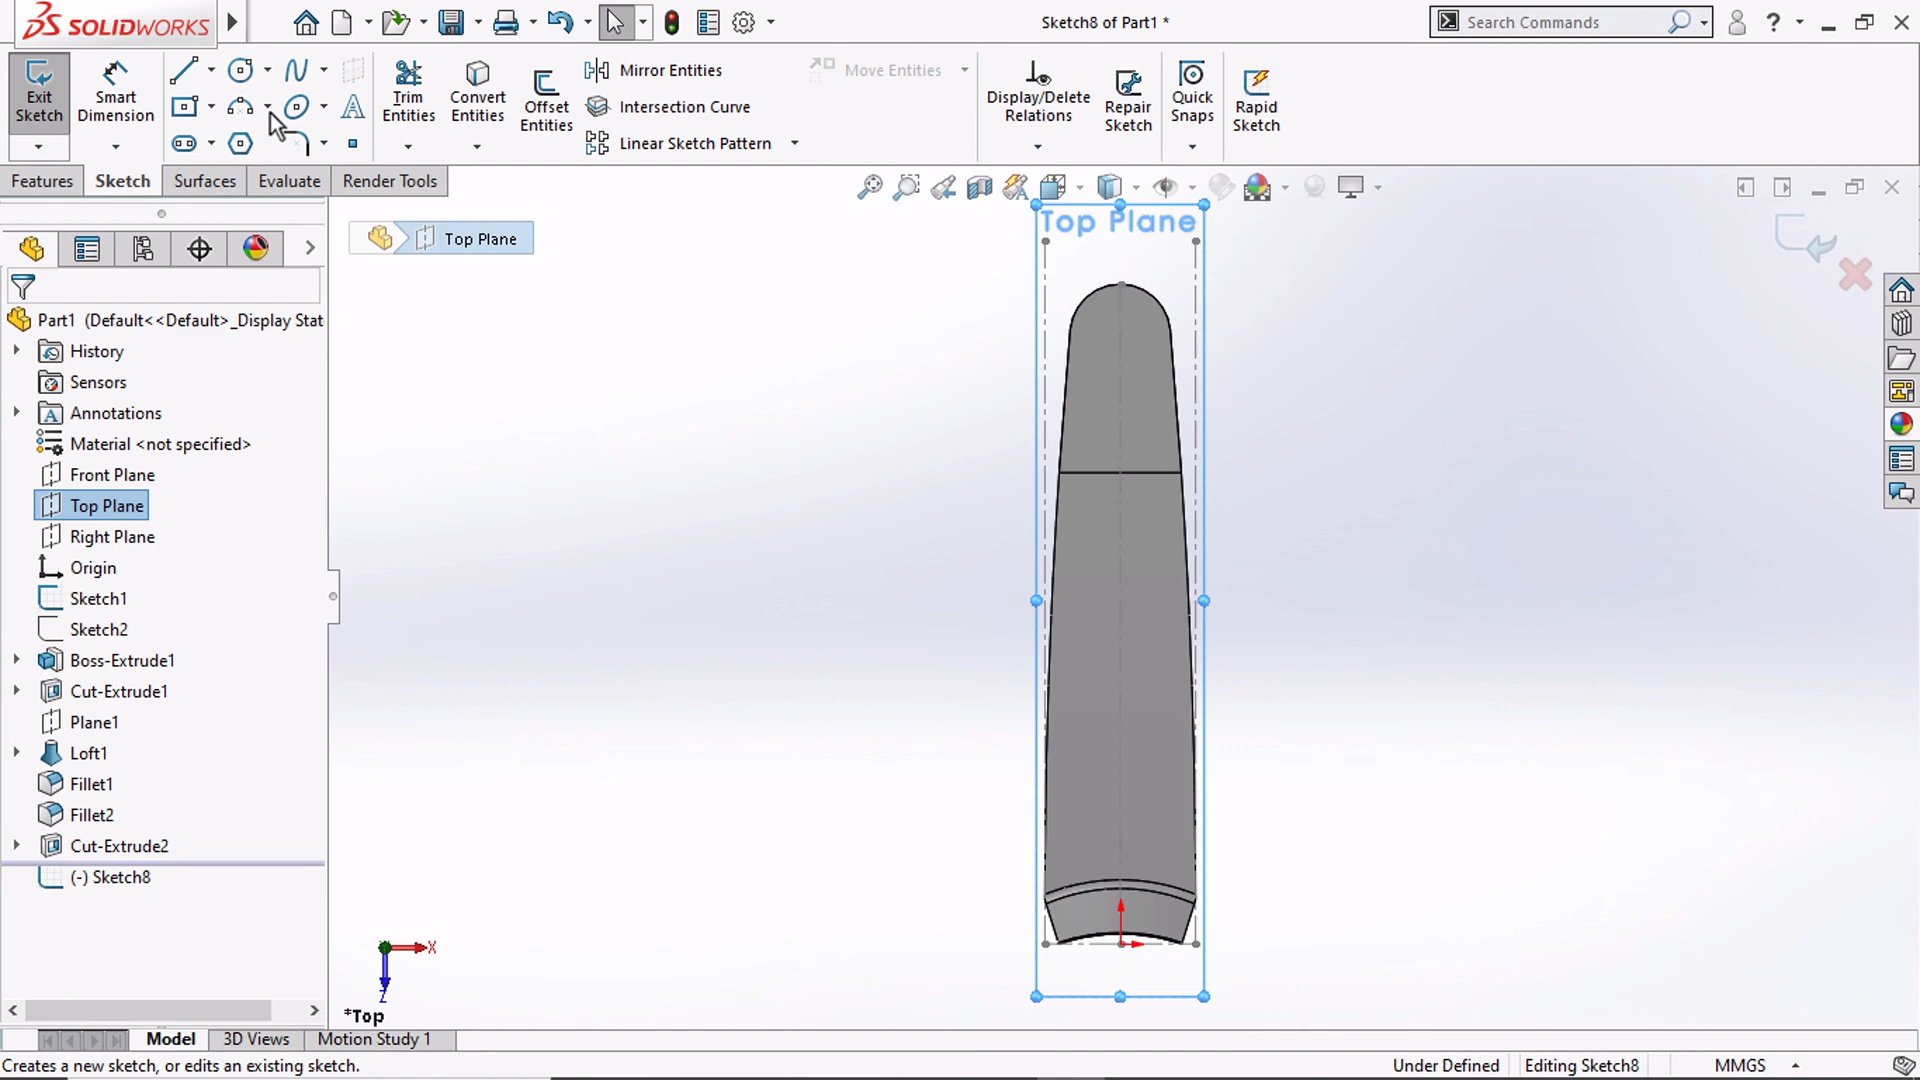 SOLIDWORKS
Sketch8 of Part1 *
Search Commands
?
Exit Sketch
Smart Dimension
Trim Entities
Convert Entities
Offset Entities
Mirror Entities
Intersection Curve
Linear Sketch Pattern
Move Entities
Display/Delete Relations
Repair Sketch
Quick Snaps
Rapid Sketch
Features
Sketch
Surfaces
Evaluate
Render Tools
Top Plane
Top Plane
Part1 (Default<<Default>_Display Stat
History
Sensors
Annotations
Material <not specified>
Front Plane
Top Plane
Right Plane
Origin
Sketch1
Sketch2
Boss-Extrude1
Cut-Extrude1
Plane1
Loft1
Fillet1
Fillet2
Cut-Extrude2
(-) Sketch8
X
Z
*Top
Model
3D Views
Motion Study 1
Creates a new sketch, or edits an existing sketch.
Under Defined
Editing Sketch8
MMGS